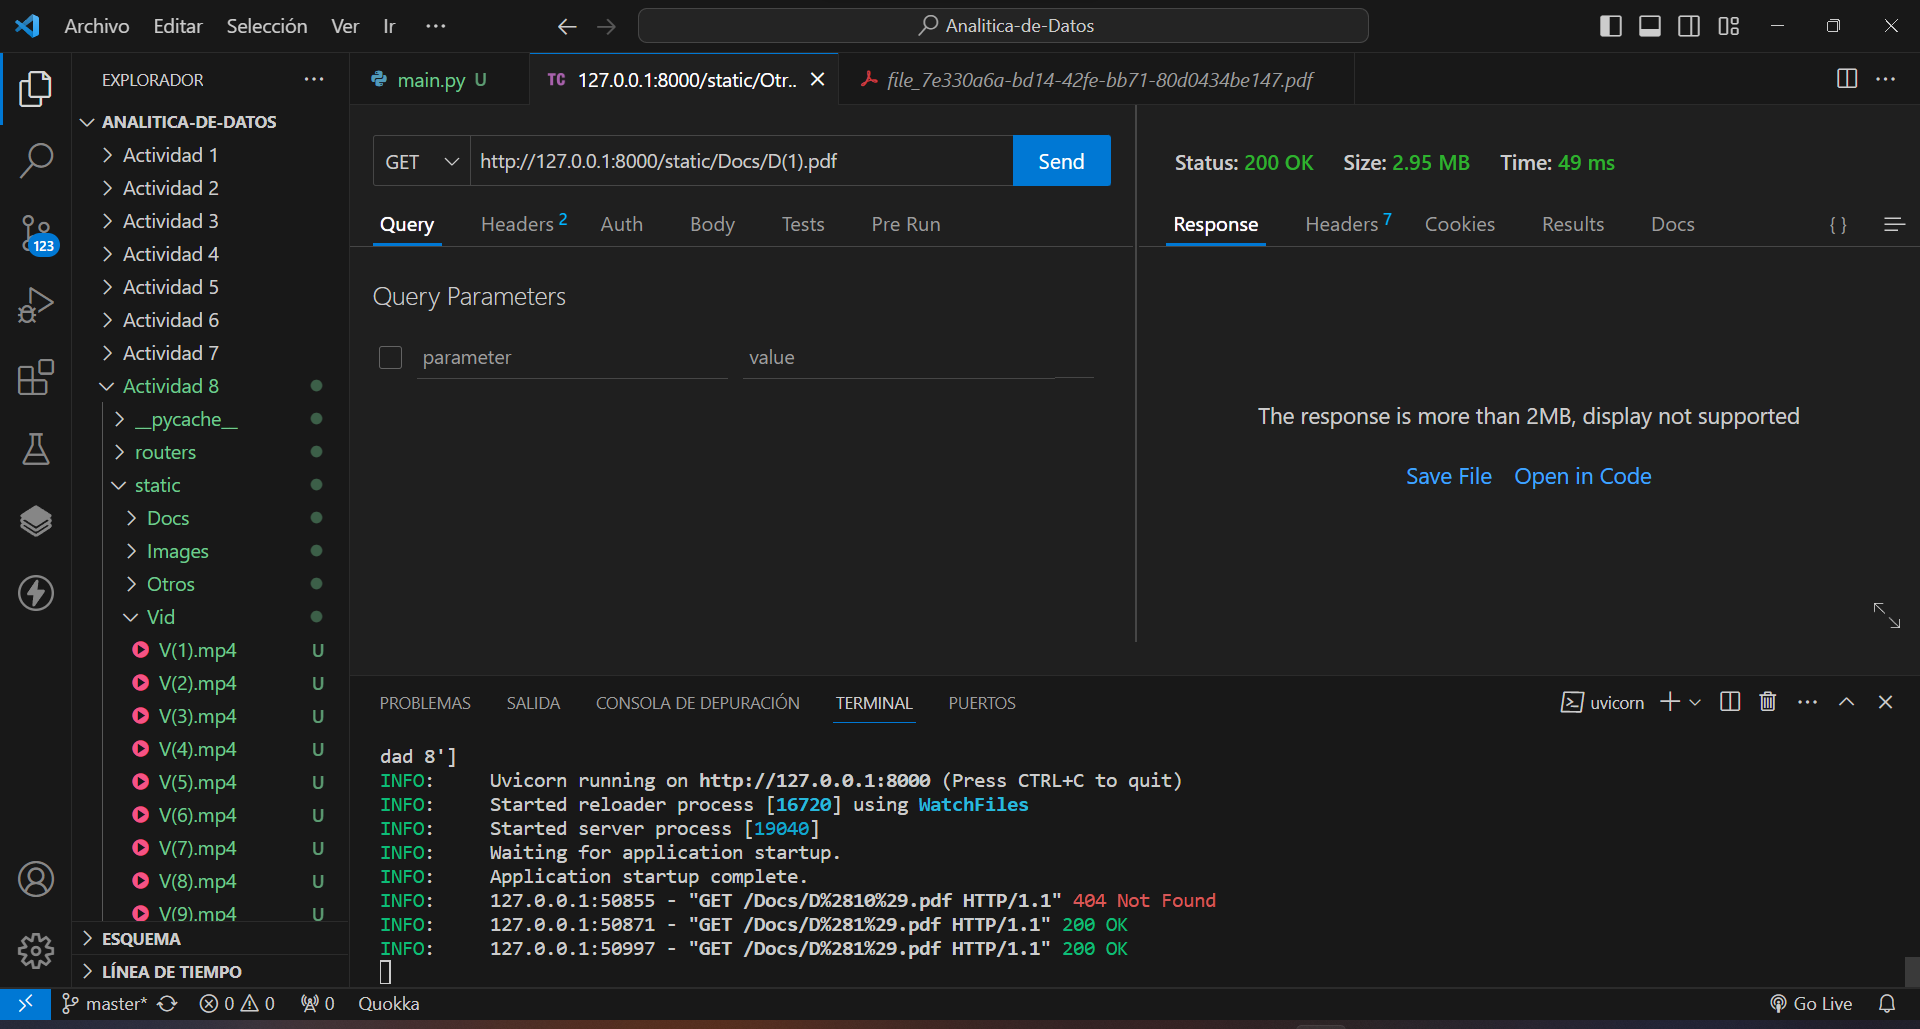 Archivo Editar Selección Ver Ir ··· Analitica-de-Datos
EXPLORADOR ···
ANALITICA-DE-DATOS
Actividad 1
Actividad 2
Actividad 3
Actividad 4
Actividad 5
Actividad 6
Actividad 7
Actividad 8
__pycache__
routers
static
Docs
Images
Otros
Vid
V(1).mp4 U
V(2).mp4 U
V(3).mp4 U
V(4).mp4 U
V(5).mp4 U
V(6).mp4 U
V(7).mp4 U
V(8).mp4 U
V(9).mp4 U
ESQUEMA
LÍNEA DE TIEMPO
123
main.py U TC 127.0.0.1:8000/static/Otr.. file_7e330a6a-bd14-42fe-bb71-80d0434be147.pdf ···
GET http://127.0.0.1:8000/static/Docs/D(1).pdf Send
Query Headers 2 Auth Body Tests Pre Run
Query Parameters
parameter value
Status: 200 OK Size: 2.95 MB Time: 49 ms
Response Headers 7 Cookies Results Docs { }
The response is more than 2MB, display not supported
Save File Open in Code
PROBLEMAS SALIDA CONSOLA DE DEPURACIÓN TERMINAL PUERTOS uvicorn ···
dad 8']
INFO: Uvicorn running on http://127.0.0.1:8000 (Press CTRL+C to quit)
INFO: Started reloader process [16720] using WatchFiles
INFO: Started server process [19040]
INFO: Waiting for application startup.
INFO: Application startup complete.
INFO: 127.0.0.1:50855 - "GET /Docs/D%2810%29.pdf HTTP/1.1" 404 Not Found
INFO: 127.0.0.1:50871 - "GET /Docs/D%281%29.pdf HTTP/1.1" 200 OK
INFO: 127.0.0.1:50997 - "GET /Docs/D%281%29.pdf HTTP/1.1" 200 OK
master* 0 0 0 Quokka Go Live